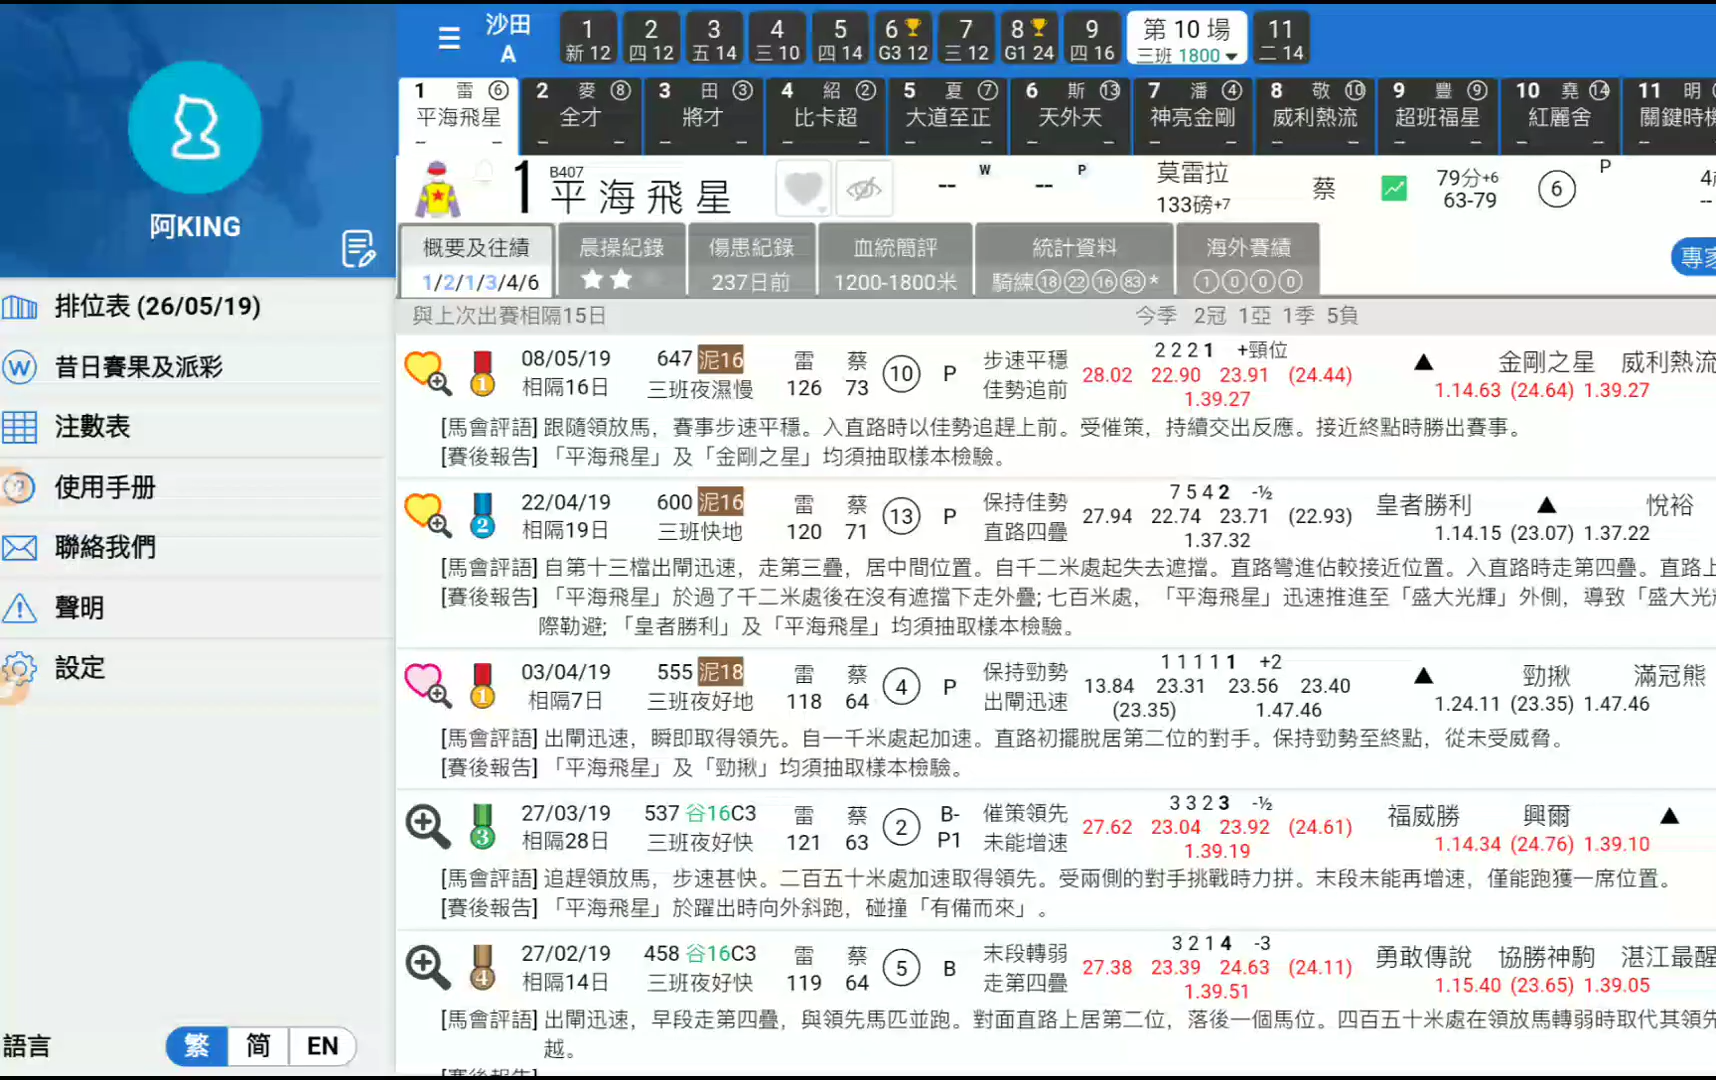 阿KING
排位表 (26/05/19)
昔日賽果及派彩
注數表
使用手册
聯絡我們
聲明
設定
語言 繁 简 EN
沙田 A
1 新 12
2 四 12
3 五 14
4 三 10
5 四 14
6 G3 12
7 三 12
8 G1 24
9 四 16
第 10 場 三班 1800
11 二 14
1 雷 6 平海飛星 -- --
2 麥 8 全才 -- --
3 田 3 將才 -- --
4 紹 2 比卡超 -- --
5 夏 7 大道至正 -- --
6 斯 13 天外天 -- --
7 潘 4 神亮金剛 -- --
8 敬 10 威利熱流 -- --
9 豐 9 超班福星 -- --
10 堯 14 紅麗舍 -- --
11 明 關鍵時
1 B407 平海飛星 -- W -- P 莫雷拉 133磅+7 蔡 79分+6 63-79 6 P
專家
概要及往績 1/2/1/3/4/6
晨操紀錄
傷患紀錄 237日前
血統簡評 1200-1800米
統計資料 騎練 18 22 16 83 *
海外賽績 1 0 0 0
與上次出賽相隔15日 今季 2冠 1亞 1季 5負
1 08/05/19 647 泥16 雷 蔡 10 P 步速平穩 2 2 2 1 +頸位 ▲ 金剛之星 威利熱流
相隔16日 三班夜濕慢 126 73 佳勢追前 28.02 22.90 23.91 (24.44) 1.14.63 (24.64) 1.39.27
1.39.27
[馬會評語] 跟隨領放馬，賽事步速平穩。入直路時以佳勢追趕上前。受催策，持續交出反應。接近終點時勝出賽事。
[賽後報告] 「平海飛星」及「金剛之星」均須抽取樣本檢驗。
2 22/04/19 600 泥16 雷 蔡 13 P 保持佳勢 7 5 4 2 -½ 皇者勝利 ▲ 悅裕
相隔19日 三班快地 120 71 直路四疊 27.94 22.74 23.71 (22.93) 1.14.15 (23.07) 1.37.22
1.37.32
[馬會評語] 自第十三檔出閘迅速，走第三疊，居中間位置。自千二米處起失去遮擋。直路彎進佔較接近位置。入直路時走第四疊。直路上
[賽後報告] 「平海飛星」於過了千二米處後在沒有遮擋下走外疊; 七百米處，「平海飛星」迅速推進至「盛大光輝」外側，導致「盛大光
際勒避; 「皇者勝利」及「平海飛星」均須抽取樣本檢驗。
1 03/04/19 555 泥18 雷 蔡 4 P 保持勁勢 1 1 1 1 1 +2 ▲ 勁揪 滿冠熊
相隔7日 三班夜好地 118 64 出閘迅速 13.84 23.31 23.56 23.40 1.24.11 (23.35) 1.47.46
(23.35) 1.47.46
[馬會評語] 出閘迅速，瞬即取得領先。自一千米處起加速。直路初擺脫居第二位的對手。保持勁勢至終點，從未受威脅。
[賽後報告] 「平海飛星」及「勁揪」均須抽取樣本檢驗。
3 27/03/19 537 谷16C3 雷 蔡 2 B- 催策領先 3 3 2 3 -½ 福威勝 興爾 ▲
相隔28日 三班夜好快 121 63 P1 未能增速 27.62 23.04 23.92 (24.61) 1.14.34 (24.76) 1.39.10
1.39.19
[馬會評語] 追趕領放馬，步速甚快。二百五十米處加速取得領先。受兩側的對手挑戰時力拼。末段未能再增速，僅能跑獲一席位置。
[賽後報告] 「平海飛星」於躍出時向外斜跑，碰撞「有備而來」。
4 27/02/19 458 谷16C3 雷 蔡 5 B 末段轉弱 3 2 1 4 -3 勇敢傳說 協勝神駒 湛江最醒
相隔14日 三班夜好快 119 64 走第四疊 27.38 23.39 24.63 (24.11) 1.15.40 (23.65) 1.39.05
1.39.51
[馬會評語] 出閘迅速，早段走第四疊，與領先馬匹並跑。對面直路上居第二位，落後一個馬位。四百五十米處在領放馬轉弱時取代其領先
越。